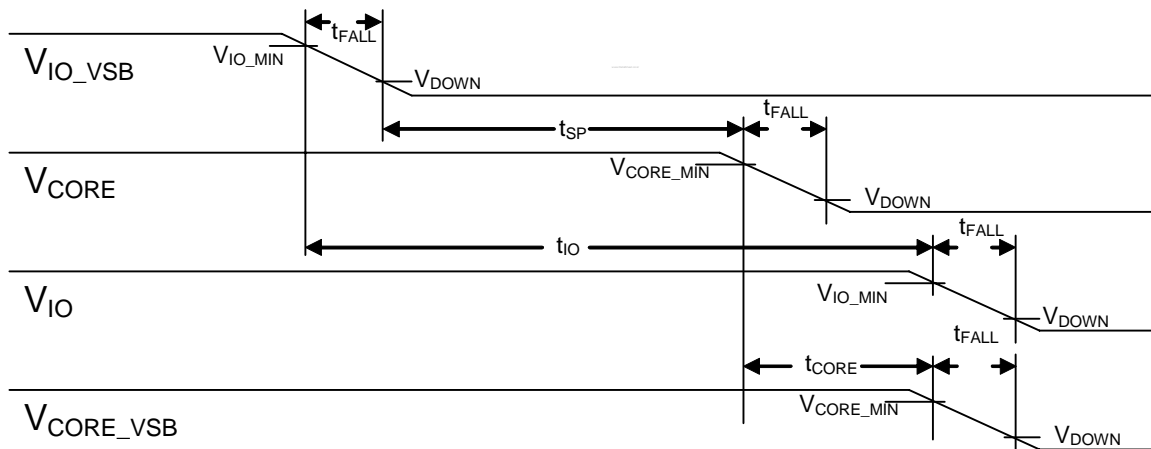 tFALL
VIO_VSB
VIO_MIN
VDOWN
tFALL
tSP
VCORE
VCORE_MIN
VDOWN
tFALL
tIO
VIO
VIO_MIN
VDOWN
tFALL
tCORE
VCORE_VSB
VCORE_MIN
VDOWN